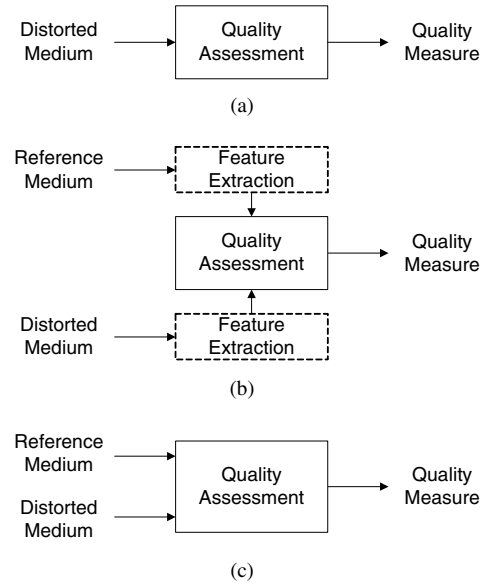 Distorted
Medium
Quality
Assessment
Quality
Measure
(a)
Reference
Medium
Feature
Extraction
Quality
Assessment
Quality
Measure
Distorted
Medium
Feature
Extraction
(b)
Reference
Medium
Distorted
Medium
Quality
Assessment
Quality
Measure
(c)